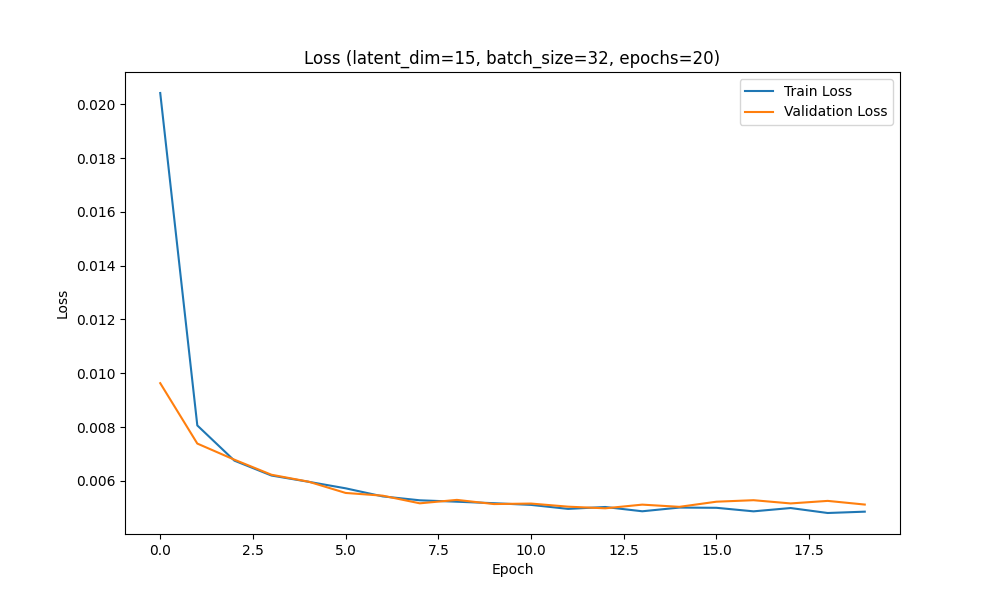 Loss (latent_dim=15, batch_size=32, epochs=20)
Train Loss
Validation Loss
0.020
0.018
0.016
0.014
0.012
0.010
0.008
0.006
Loss
0.0 2.5 5.0 7.5 10.0 12.5 15.0 17.5
Epoch